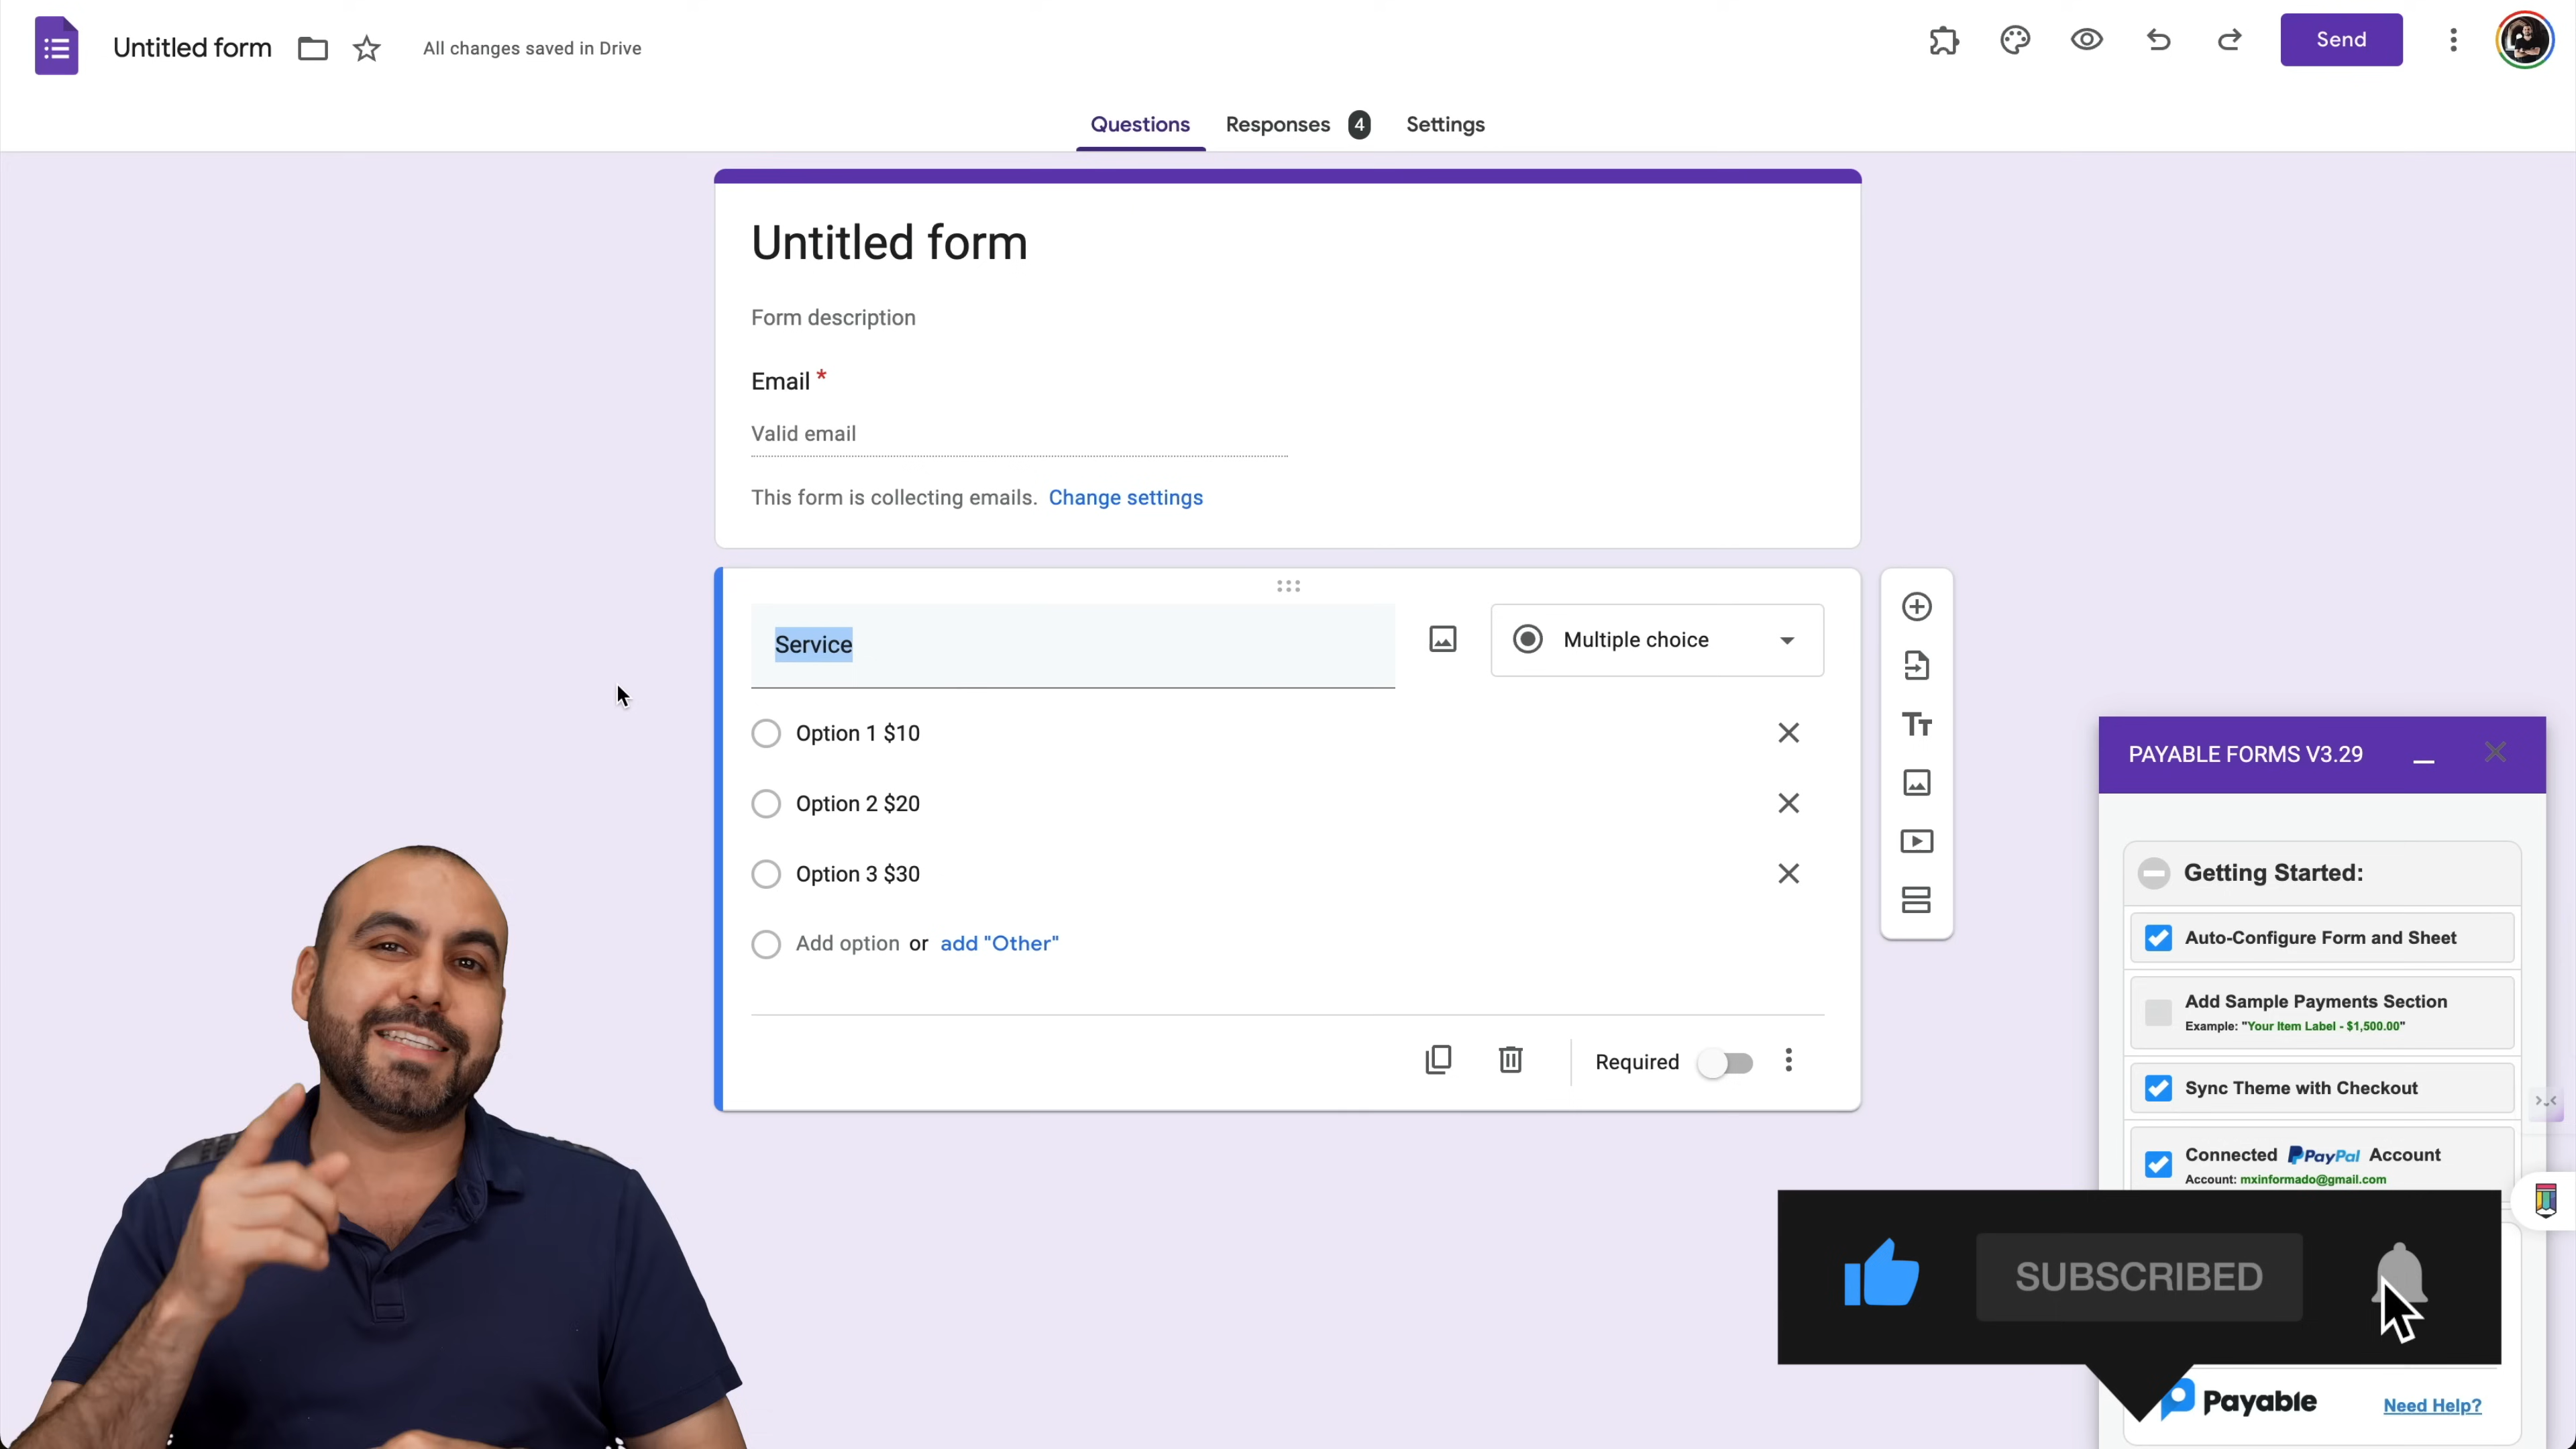 Untitled form
All changes saved in Drive
Send
Questions
Responses 4
Settings
Untitled form
Form description
Email *
Valid email
This form is collecting emails. Change settings
Service
Multiple choice
Option 1 $10
Option 2 $20
Option 3 $30
Add option or add "Other"
Required
PAYABLE FORMS V3.29
Getting Started:
Auto-Configure Form and Sheet
Add Sample Payments Section
Example: "Your Item Label - $1,500.00"
Sync Theme with Checkout
Connected PayPal Account
Account: mxinformado@gmail.com
SUBSCRIBED
Payable
Need Help?